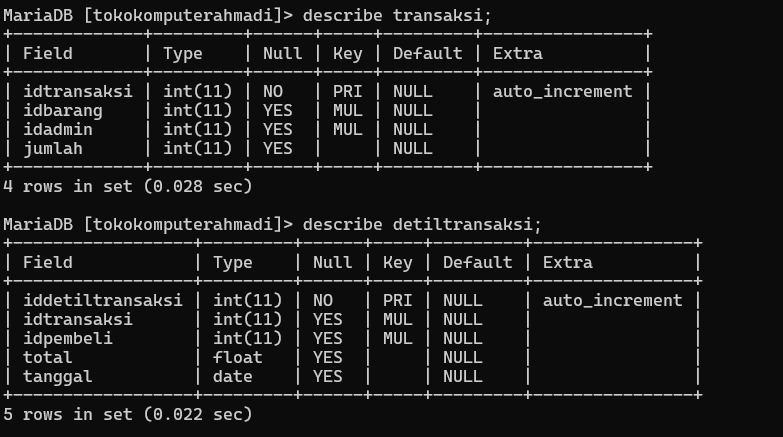 MariaDB [tokokomputerahmadi]> describe transaksi;
+-------------+---------+------+-----+---------+----------------+
| Field       | Type    | Null | Key | Default | Extra          |
+-------------+---------+------+-----+---------+----------------+
| idtransaksi | int(11) | NO   | PRI | NULL    | auto_increment |
| idbarang    | int(11) | YES  | MUL | NULL    |                |
| idadmin     | int(11) | YES  | MUL | NULL    |                |
| jumlah      | int(11) | YES  |     | NULL    |                |
+-------------+---------+------+-----+---------+----------------+
4 rows in set (0.028 sec)
MariaDB [tokokomputerahmadi]> describe detiltransaksi;
+------------------+---------+------+-----+---------+----------------+
| Field            | Type    | Null | Key | Default | Extra          |
+------------------+---------+------+-----+---------+----------------+
| iddetiltransaksi | int(11) | NO   | PRI | NULL    | auto_increment |
| idtransaksi      | int(11) | YES  | MUL | NULL    |                |
| idpembeli        | int(11) | YES  | MUL | NULL    |                |
| total            | float   | YES  |     | NULL    |                |
| tanggal          | date    | YES  |     | NULL    |                |
+------------------+---------+------+-----+---------+----------------+
5 rows in set (0.022 sec)